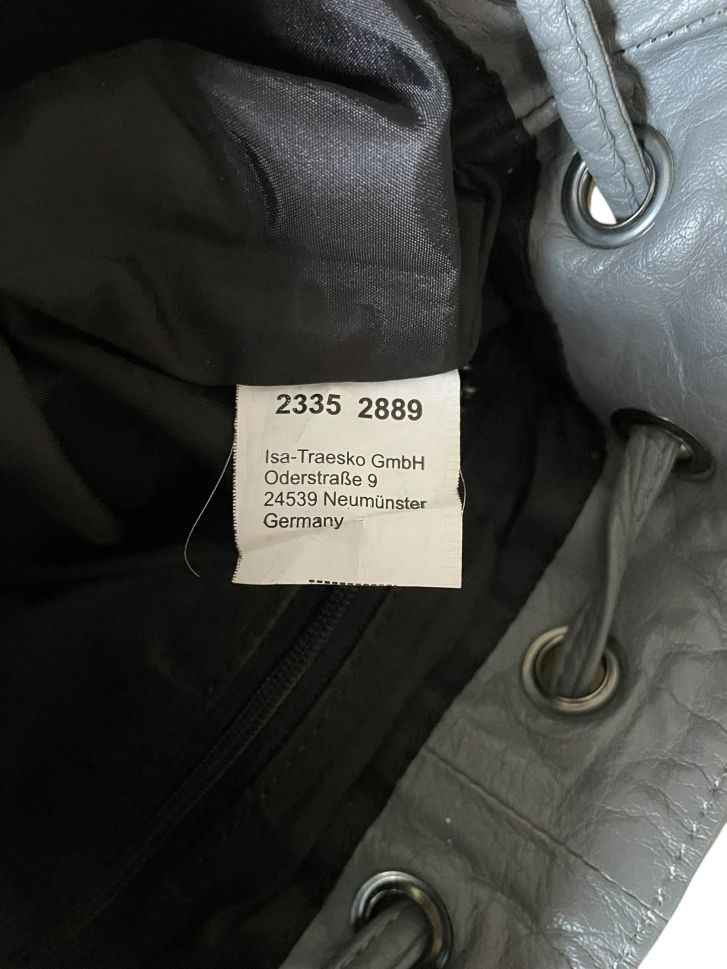 2335 2889
Isa-Traesko GmbH
Oderstraße 9
24539 Neumünster
Germany